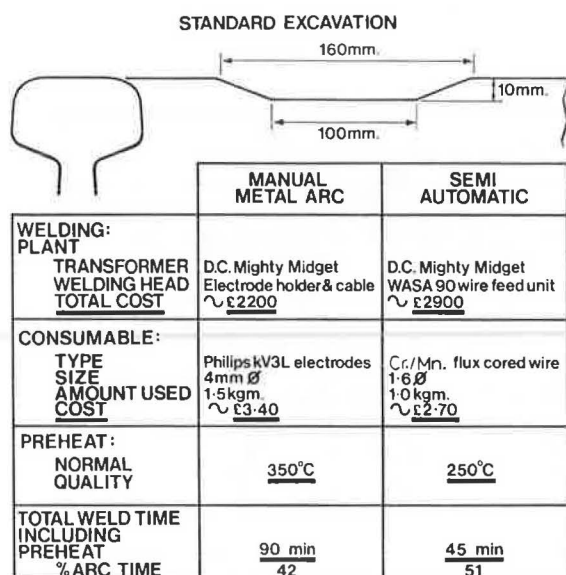 STANDARD EXCAVATION
160mm.
10mm.
100mm.
MANUAL METAL ARC
SEMI AUTOMATIC
WELDING:
PLANT
TRANSFORMER D.C. Mighty Midget D.C. Mighty Midget
WELDING HEAD Electrode holder & cable WASA 90 wire feed unit
TOTAL COST ~ £2200 ~ £2900
CONSUMABLE:
TYPE Philips kV3L electrodes Cr./Mn. flux cored wire
SIZE 4mm Ø 1·6Ø
AMOUNT USED 1·5kgm. 1·0kgm.
COST ~ £3·40 ~ £2·70
PREHEAT:
NORMAL QUALITY 350°C 250°C
TOTAL WELD TIME
INCLUDING
PREHEAT 90 min 45 min
% ARC TIME 42 51